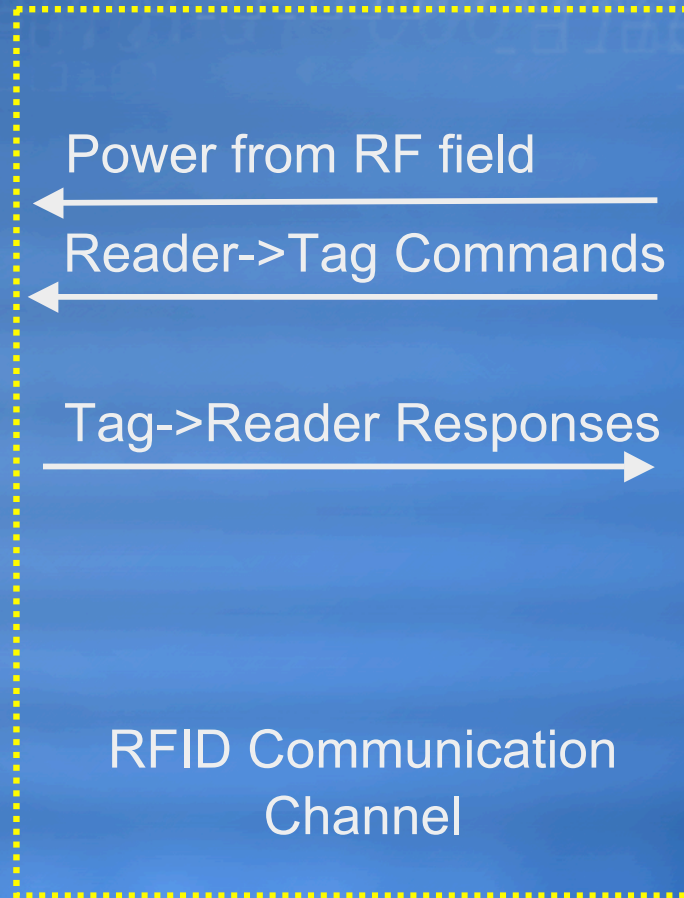 Power from RF field
Reader->Tag Commands
Tag->Reader Responses
RFID Communication
Channel